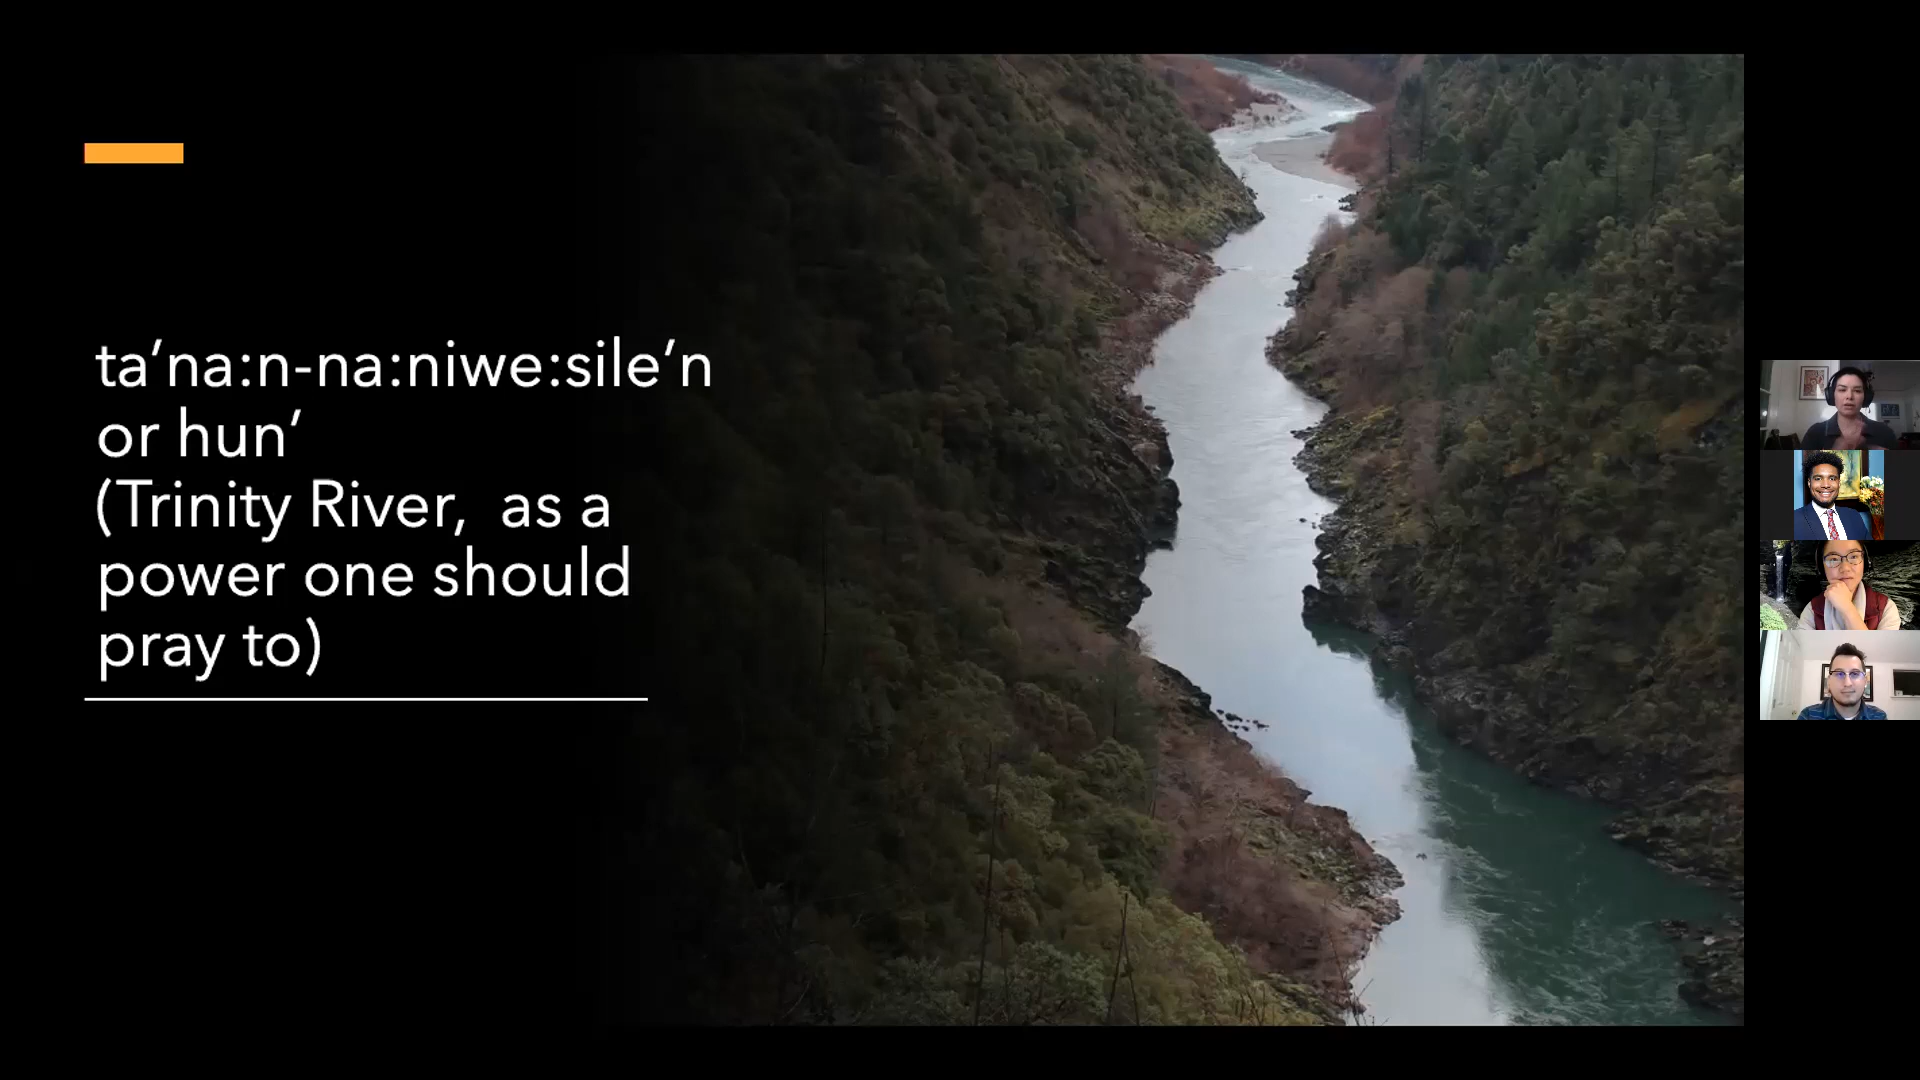 ta’na:n-na:niwe:sile’n
or hun’
(Trinity River,  as a
power one should
pray to)